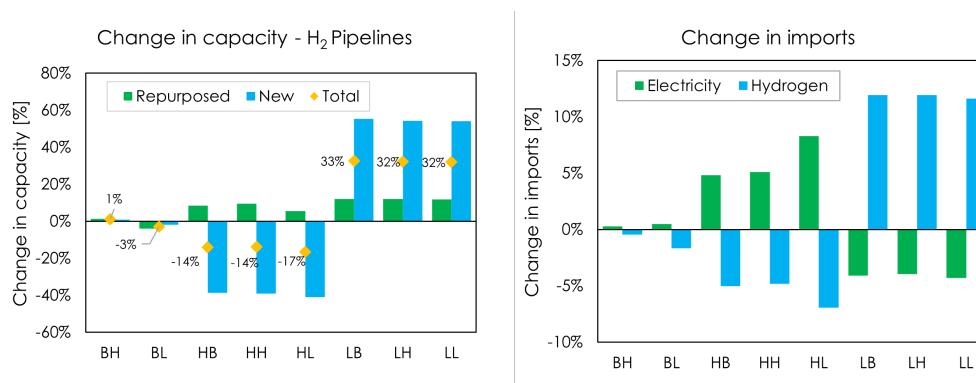 Change in capacity - H₂ Pipelines
Change in capacity [%]
80%
60%
40%
20%
0%
-20%
-40%
-60%
Repurposed New Total
1%
-3%
-14%
-14%
-17%
33%
32%
32%
BH BL HB HH HL LB LH LL
Change in imports
Change in imports [%]
15%
10%
5%
0%
-5%
-10%
Electricity Hydrogen
BH BL HB HH HL LB LH LL